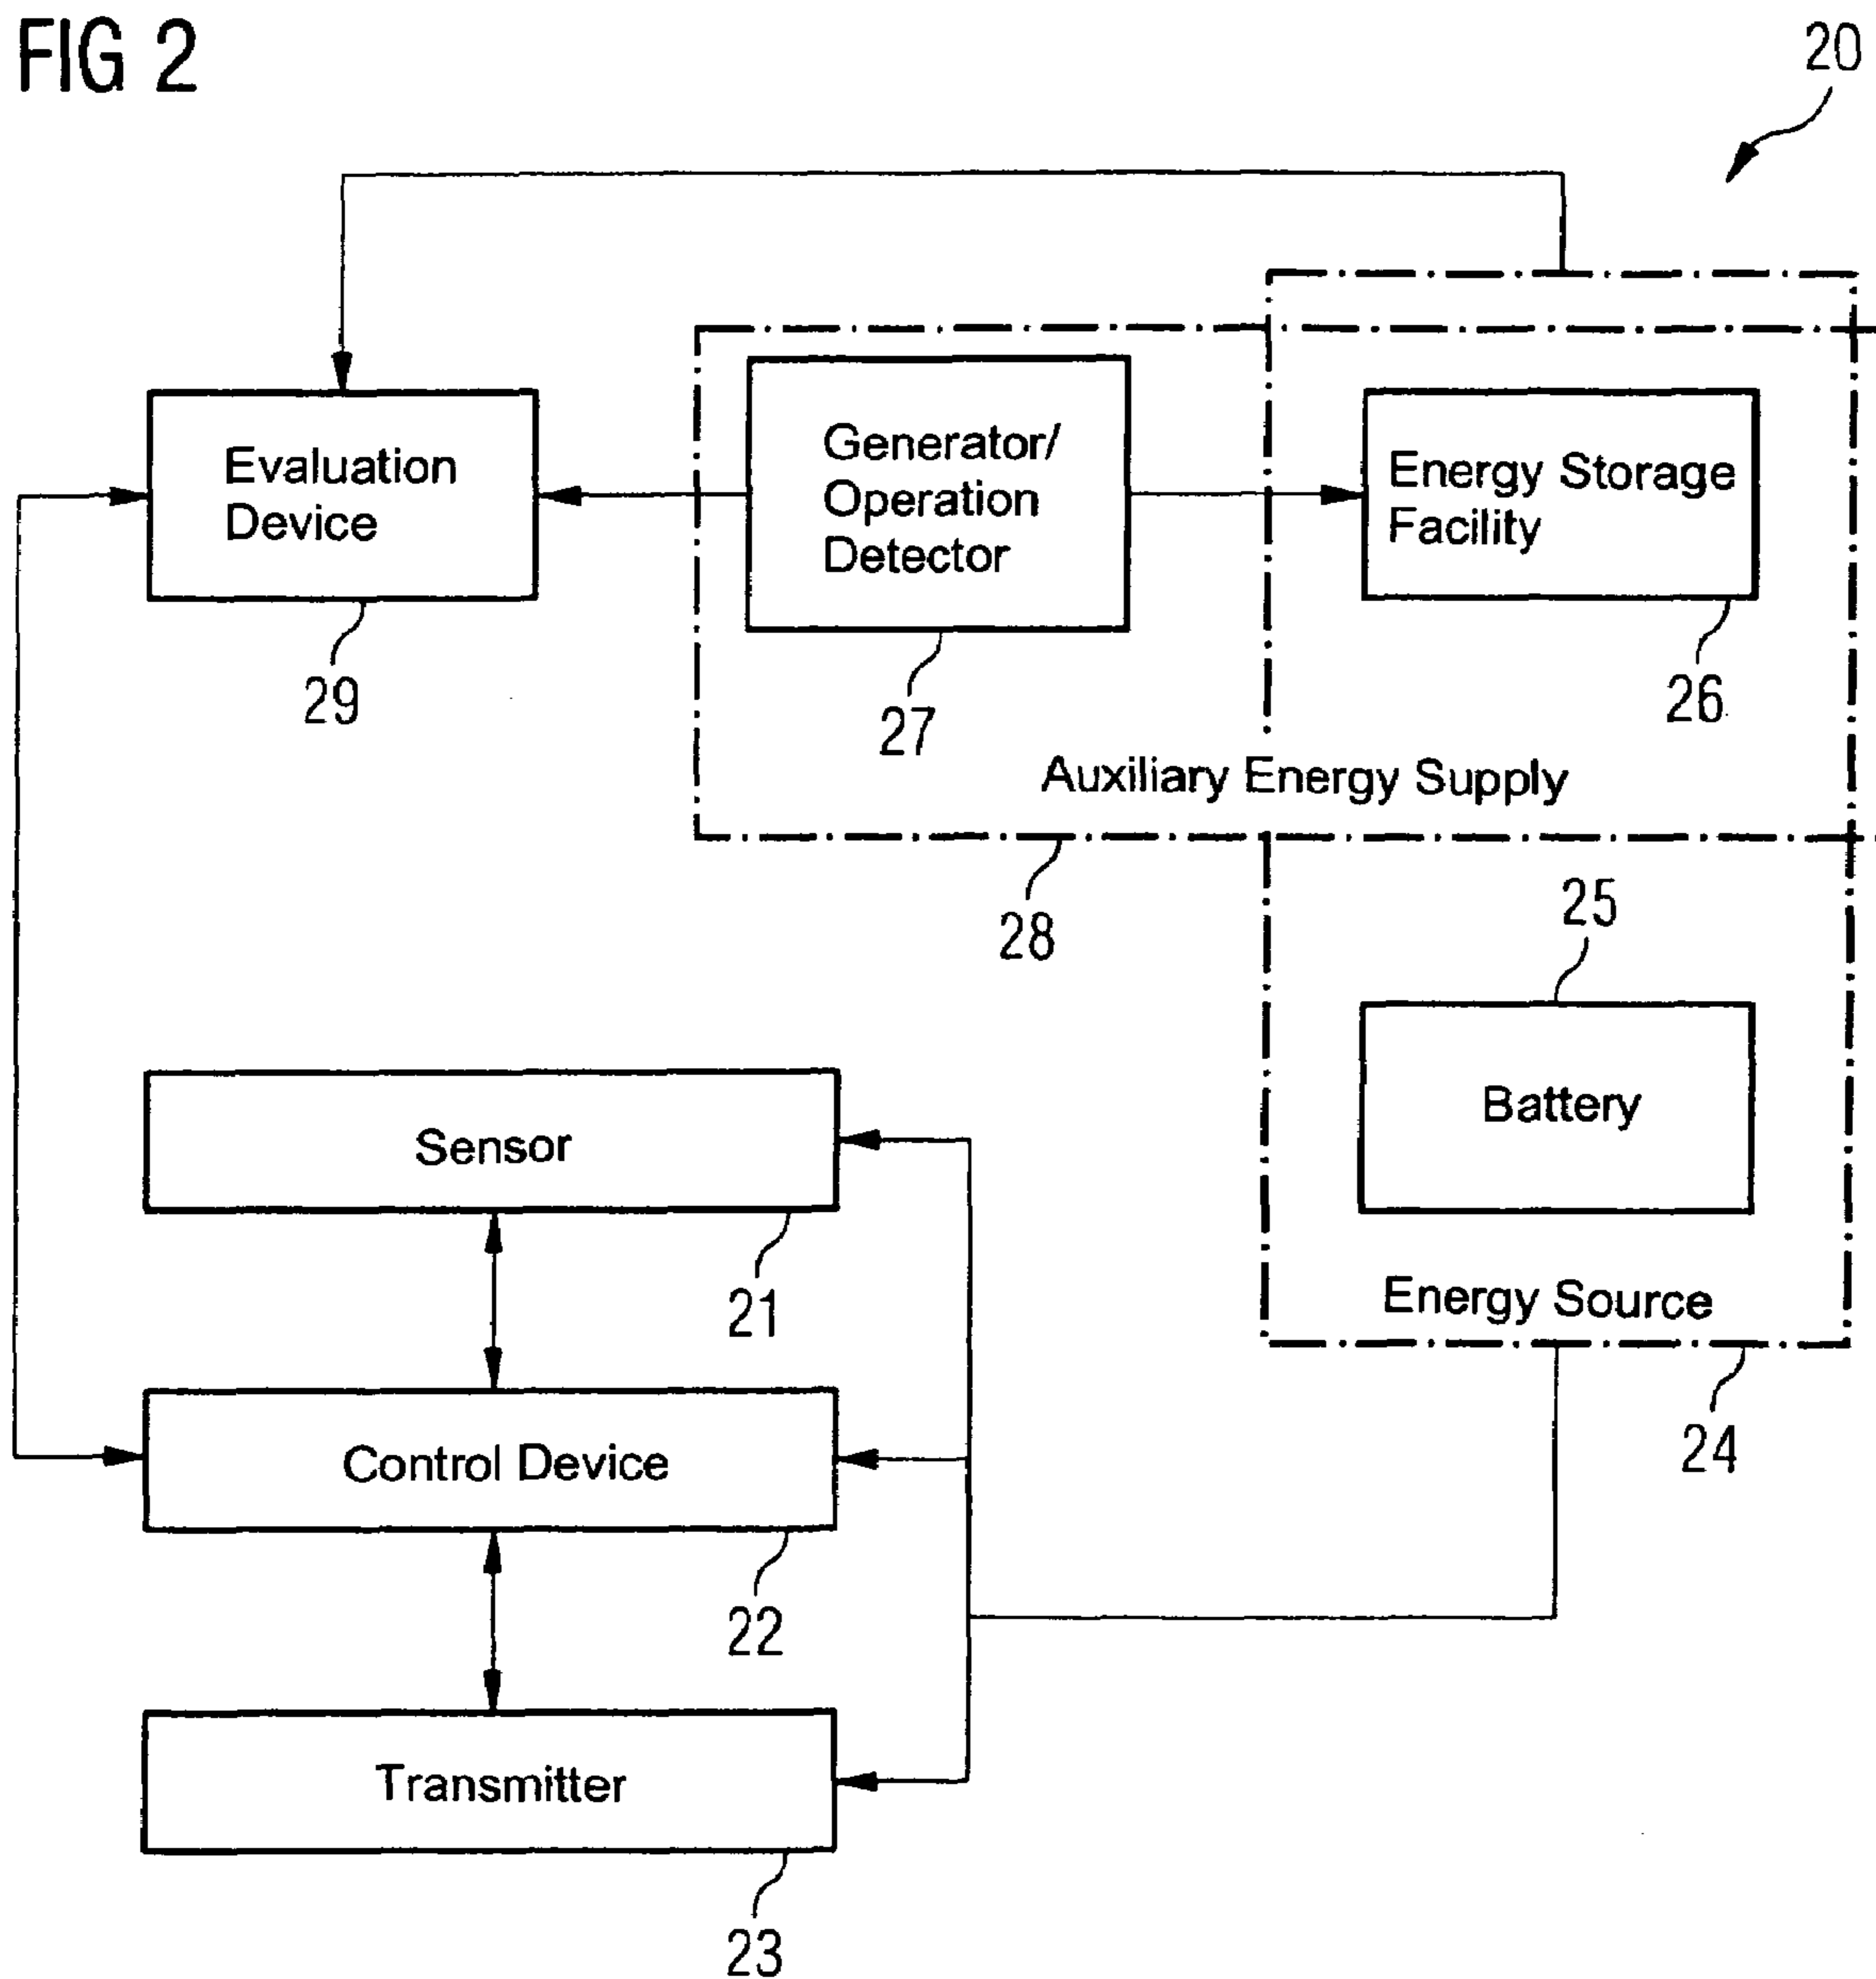 FIG 2
20
Evaluation
Device
29
Generator/
Operation
Detector
27
Energy Storage
Facility
26
Auxiliary Energy Supply
28
25
Battery
Energy Source
24
Sensor
21
Control Device
22
Transmitter
23